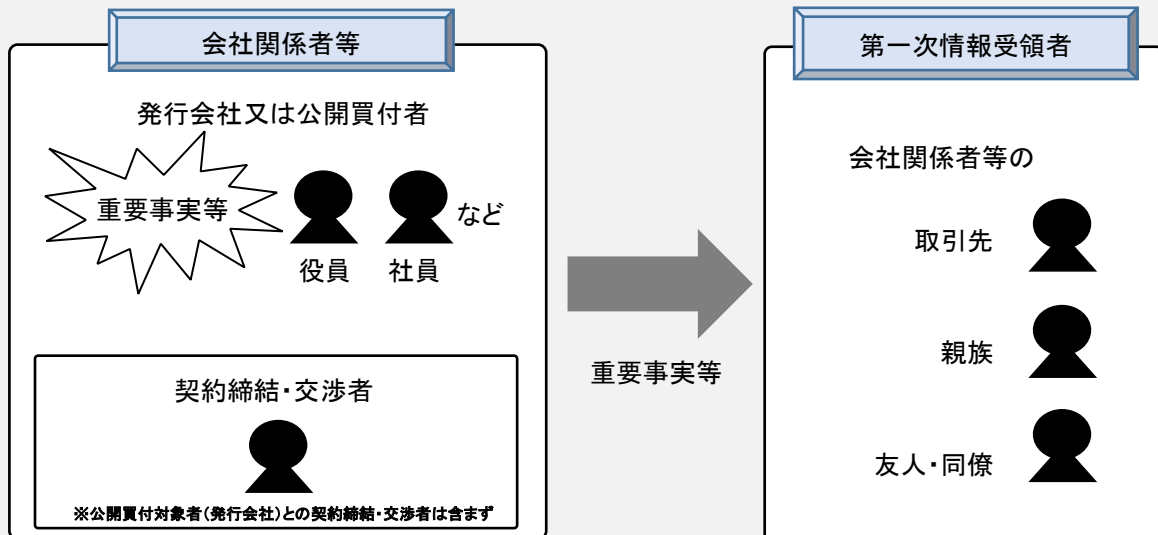 会社関係者等
発行会社又は公開買付者
重要事実等
など
役員
社員
契約締結・交渉者
※公開買付対象者(発行会社)との契約締結・交渉者は含まず
重要事実等
第一次情報受領者
会社関係者等の
取引先
親族
友人・同僚